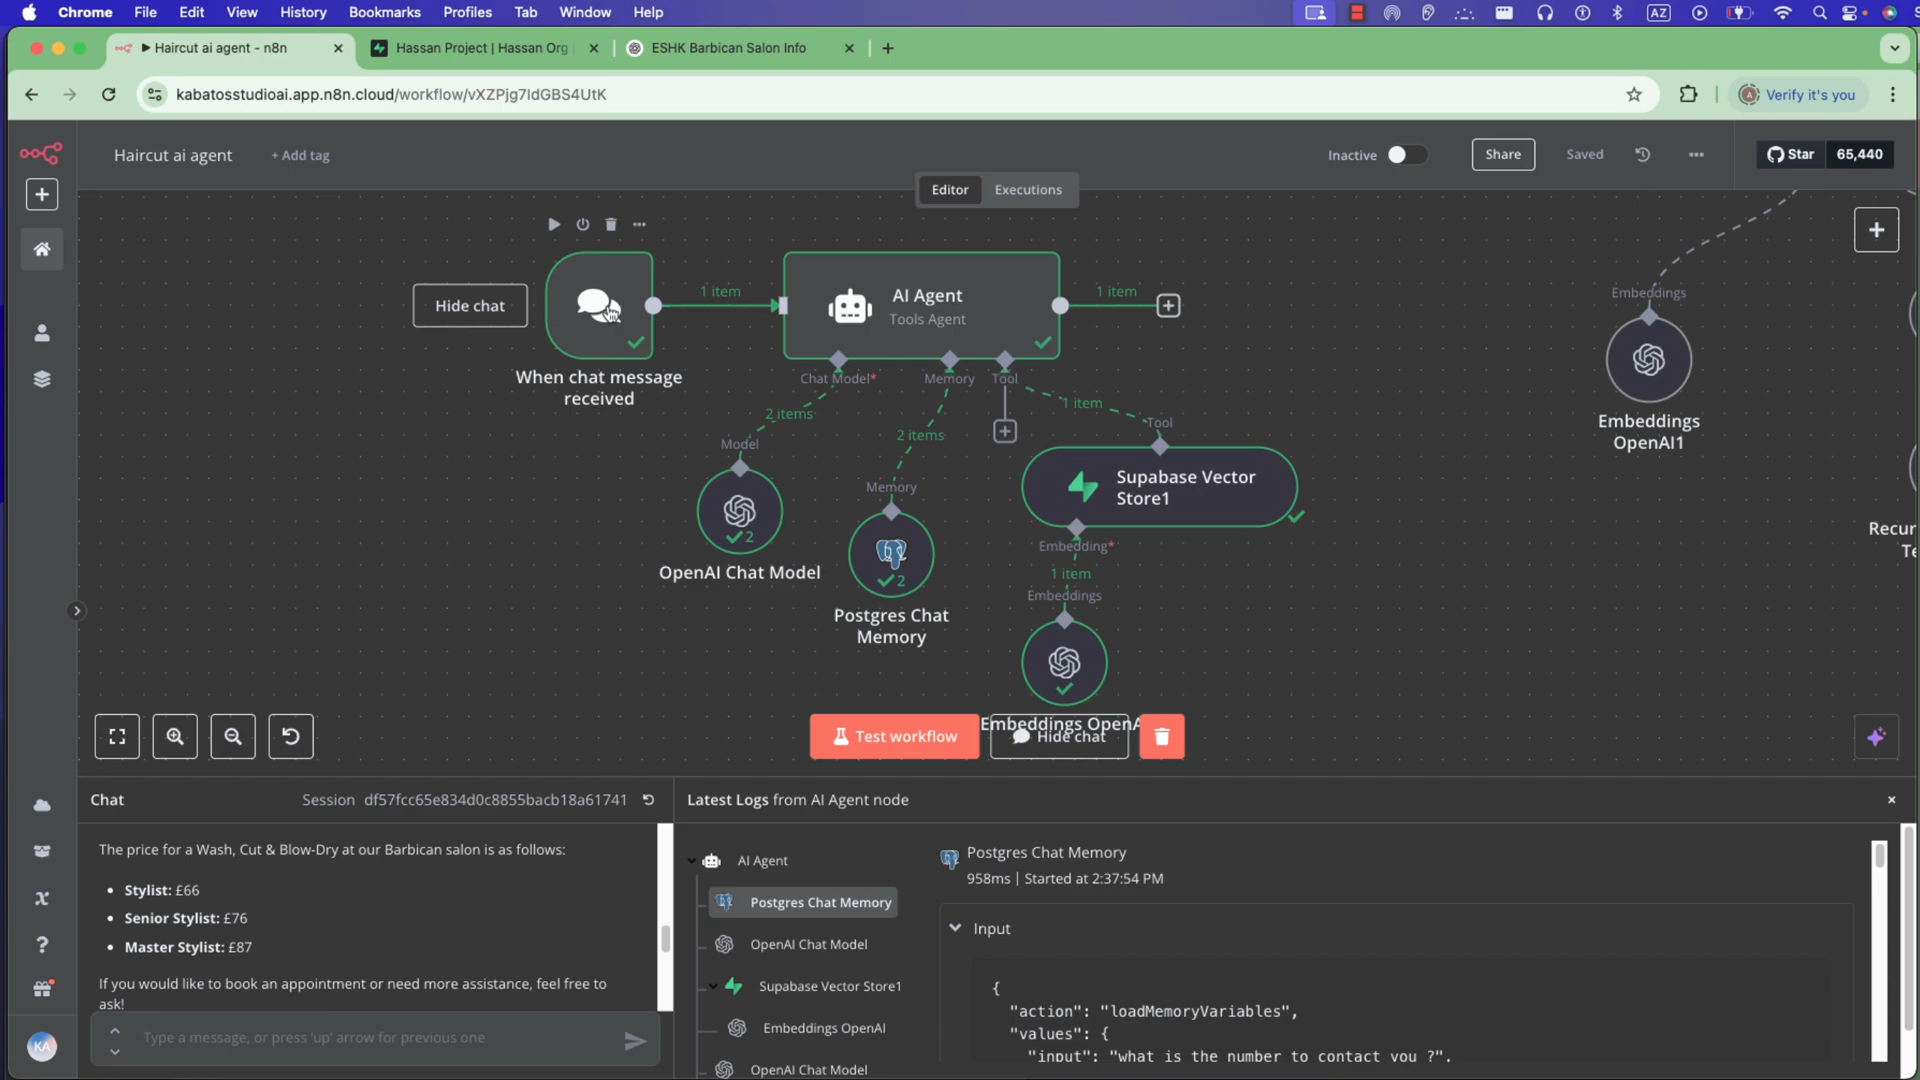 Chrome File Edit View History Bookmarks Profiles Tab Window Help
AZ
Haircut ai agent - n8n
Hassan Project | Hassan Org
ESHK Barbican Salon Info
kabatosstudioai.app.n8n.cloud/workflow/vXZPjg7IdGBS4UtK
Verify it's you
Haircut ai agent
+ Add tag
Inactive
Share
Saved
Star
65,440
Editor
Executions
Hide chat
1 item
AI Agent
Tools Agent
1 item
When chat message
received
Chat Model*
Memory
Tool
2 items
2 items
1 item
Tool
Model
Memory
Supabase Vector
Store1
2
OpenAI Chat Model
2
Postgres Chat
Memory
Embedding*
1 item
Embeddings
Embeddings OpenA
Embeddings
Embeddings
OpenAI1
Recur
Te
Test workflow
Hide chat
Chat
Session df57fcc65e834d0c8855bacb18a61741
The price for a Wash, Cut & Blow-Dry at our Barbican salon is as follows:
• Stylist: £66
• Senior Stylist: £76
• Master Stylist: £87
If you would like to book an appointment or need more assistance, feel free to
ask!
Type a message, or press 'up' arrow for previous one
KA
Latest Logs from AI Agent node
AI Agent
Postgres Chat Memory
OpenAI Chat Model
Supabase Vector Store1
Embeddings OpenAI
OpenAI Chat Model
Postgres Chat Memory
958ms | Started at 2:37:54 PM
Input
{
"action": "loadMemoryVariables",
"values": {
"input": "what is the number to contact you ?".